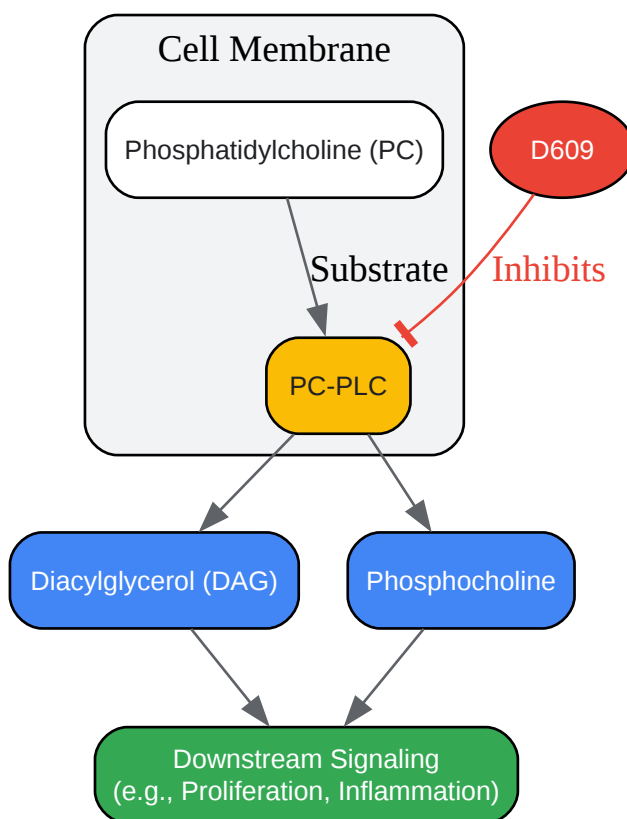 Cell Membrane
Phosphatidylcholine (PC)
D609
Substrate
Inhibits
PC-PLC
Diacylglycerol (DAG)
Phosphocholine
Downstream Signaling
(e.g., Proliferation, Inflammation)